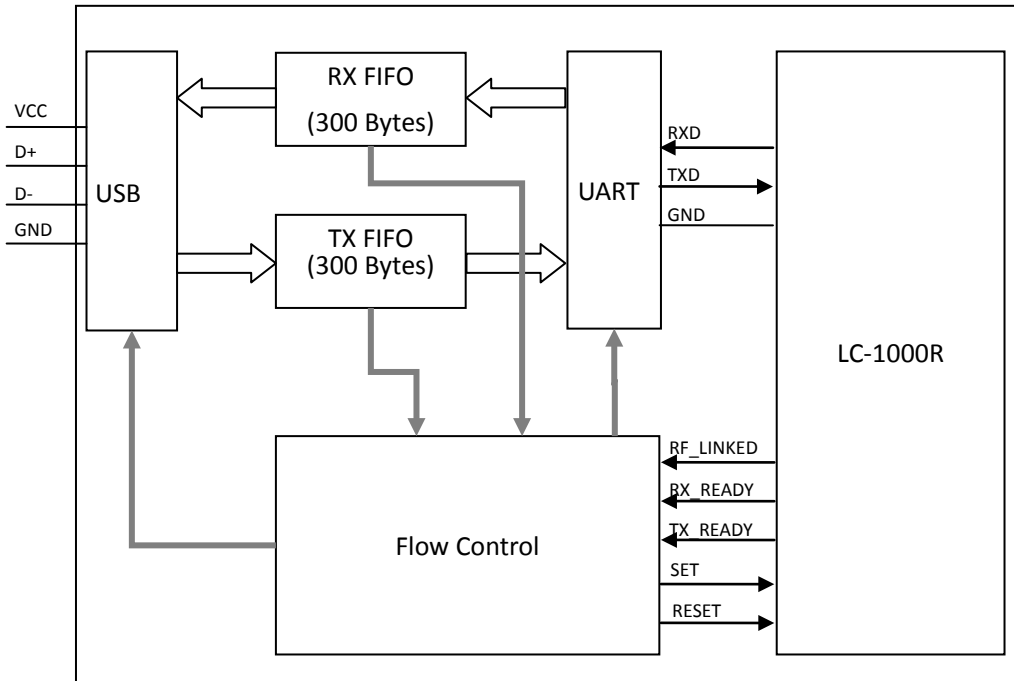 VCC
D+
D-
GND
USB
RX FIFO
(300 Bytes)
TX FIFO
(300 Bytes)
UART
RXD
TXD
GND
LC-1000R
Flow Control
RF_LINKED
RX_READY
TX_READY
SET
RESET